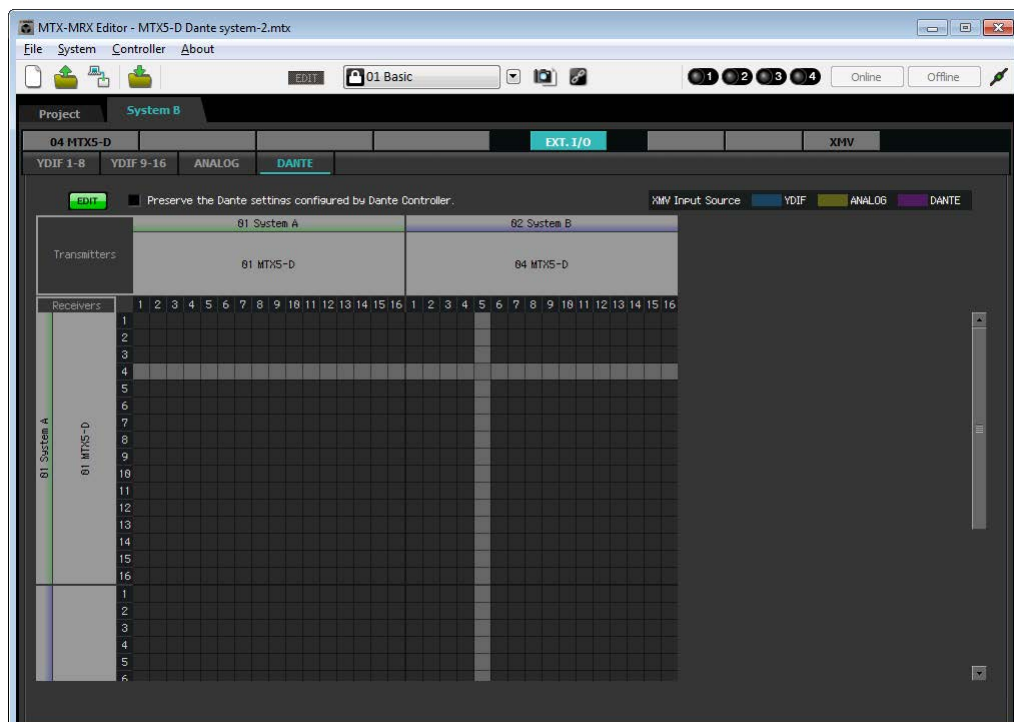 MTX-MRX Editor - MTX5-D Dante system-2.mtx
File System Controller About
EDIT 01 Basic 1 2 3 4 Online Offline
Project System B
04 MTX5-D EXT. I/O XMV
YDIF 1-8 YDIF 9-16 ANALOG DANTE
EDIT Preserve the Dante settings configured by Dante Controller. XMV Input Source YDIF ANALOG DANTE
01 System A 02 System B
Transmitters 01 MTX5-D 04 MTX5-D
Receivers 1 2 3 4 5 6 7 8 9 10 11 12 13 14 15 16 1 2 3 4 5 6 7 8 9 10 11 12 13 14 15 16
01 System A
01 MTX5-D
1
2
3
4
5
6
7
8
9
10
11
12
13
14
15
16
1
2
3
4
5
6